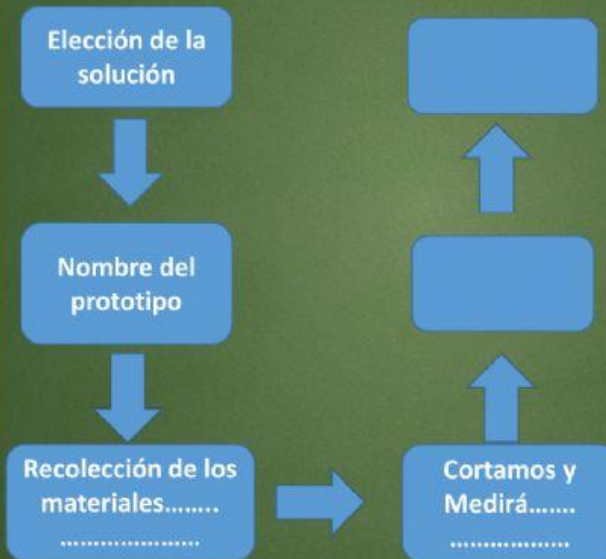 Elección de la
solución
Nombre del
prototipo
Recolección de los
materiales........
.....................
Cortamos y
Medirá.......
..................